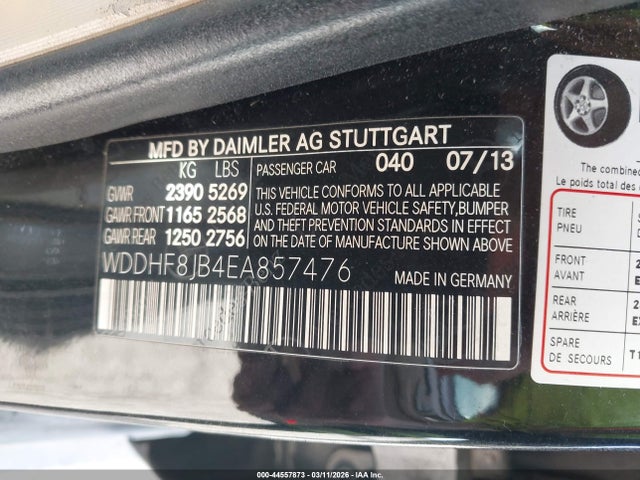 MFD BY DAIMLER AG STUTTGART
KG LBS PASSENGER CAR 040 07/13
GVWR 2390 5269
GAWR FRONT 1165 2568
GAWR REAR 1250 2756
THIS VEHICLE CONFORMS TO ALL APPLICABLE
U.S. FEDERAL MOTOR VEHICLE SAFETY, BUMPER
AND THEFT PREVENTION STANDARDS IN EFFECT
ON THE DATE OF MANUFACTURE SHOWN ABOVE.
WDDHF8JB4EA857476 MADE IN GERMANY
The combined
Le poids total des
TIRE
PNEU
FRONT
AVANT
REAR
ARRIÈRE
SPARE
DE SECOURS
000-44557873 | 03/11/2026 | IAAI.COM